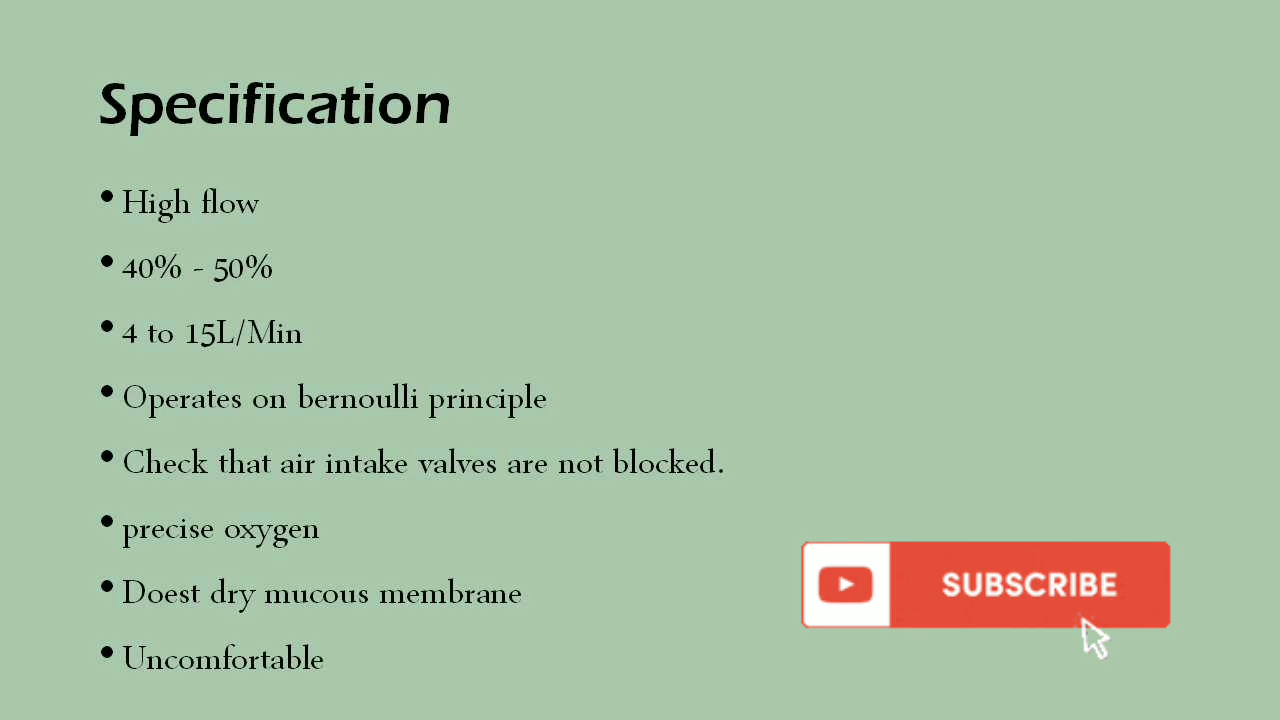 Specification
• High flow
• 40% - 50%
• 4 to 15L/Min
• Operates on bernoulli principle
• Check that air intake valves are not blocked.
• precise oxygen
• Doest dry mucous membrane
• Uncomfortable
SUBSCRIBE